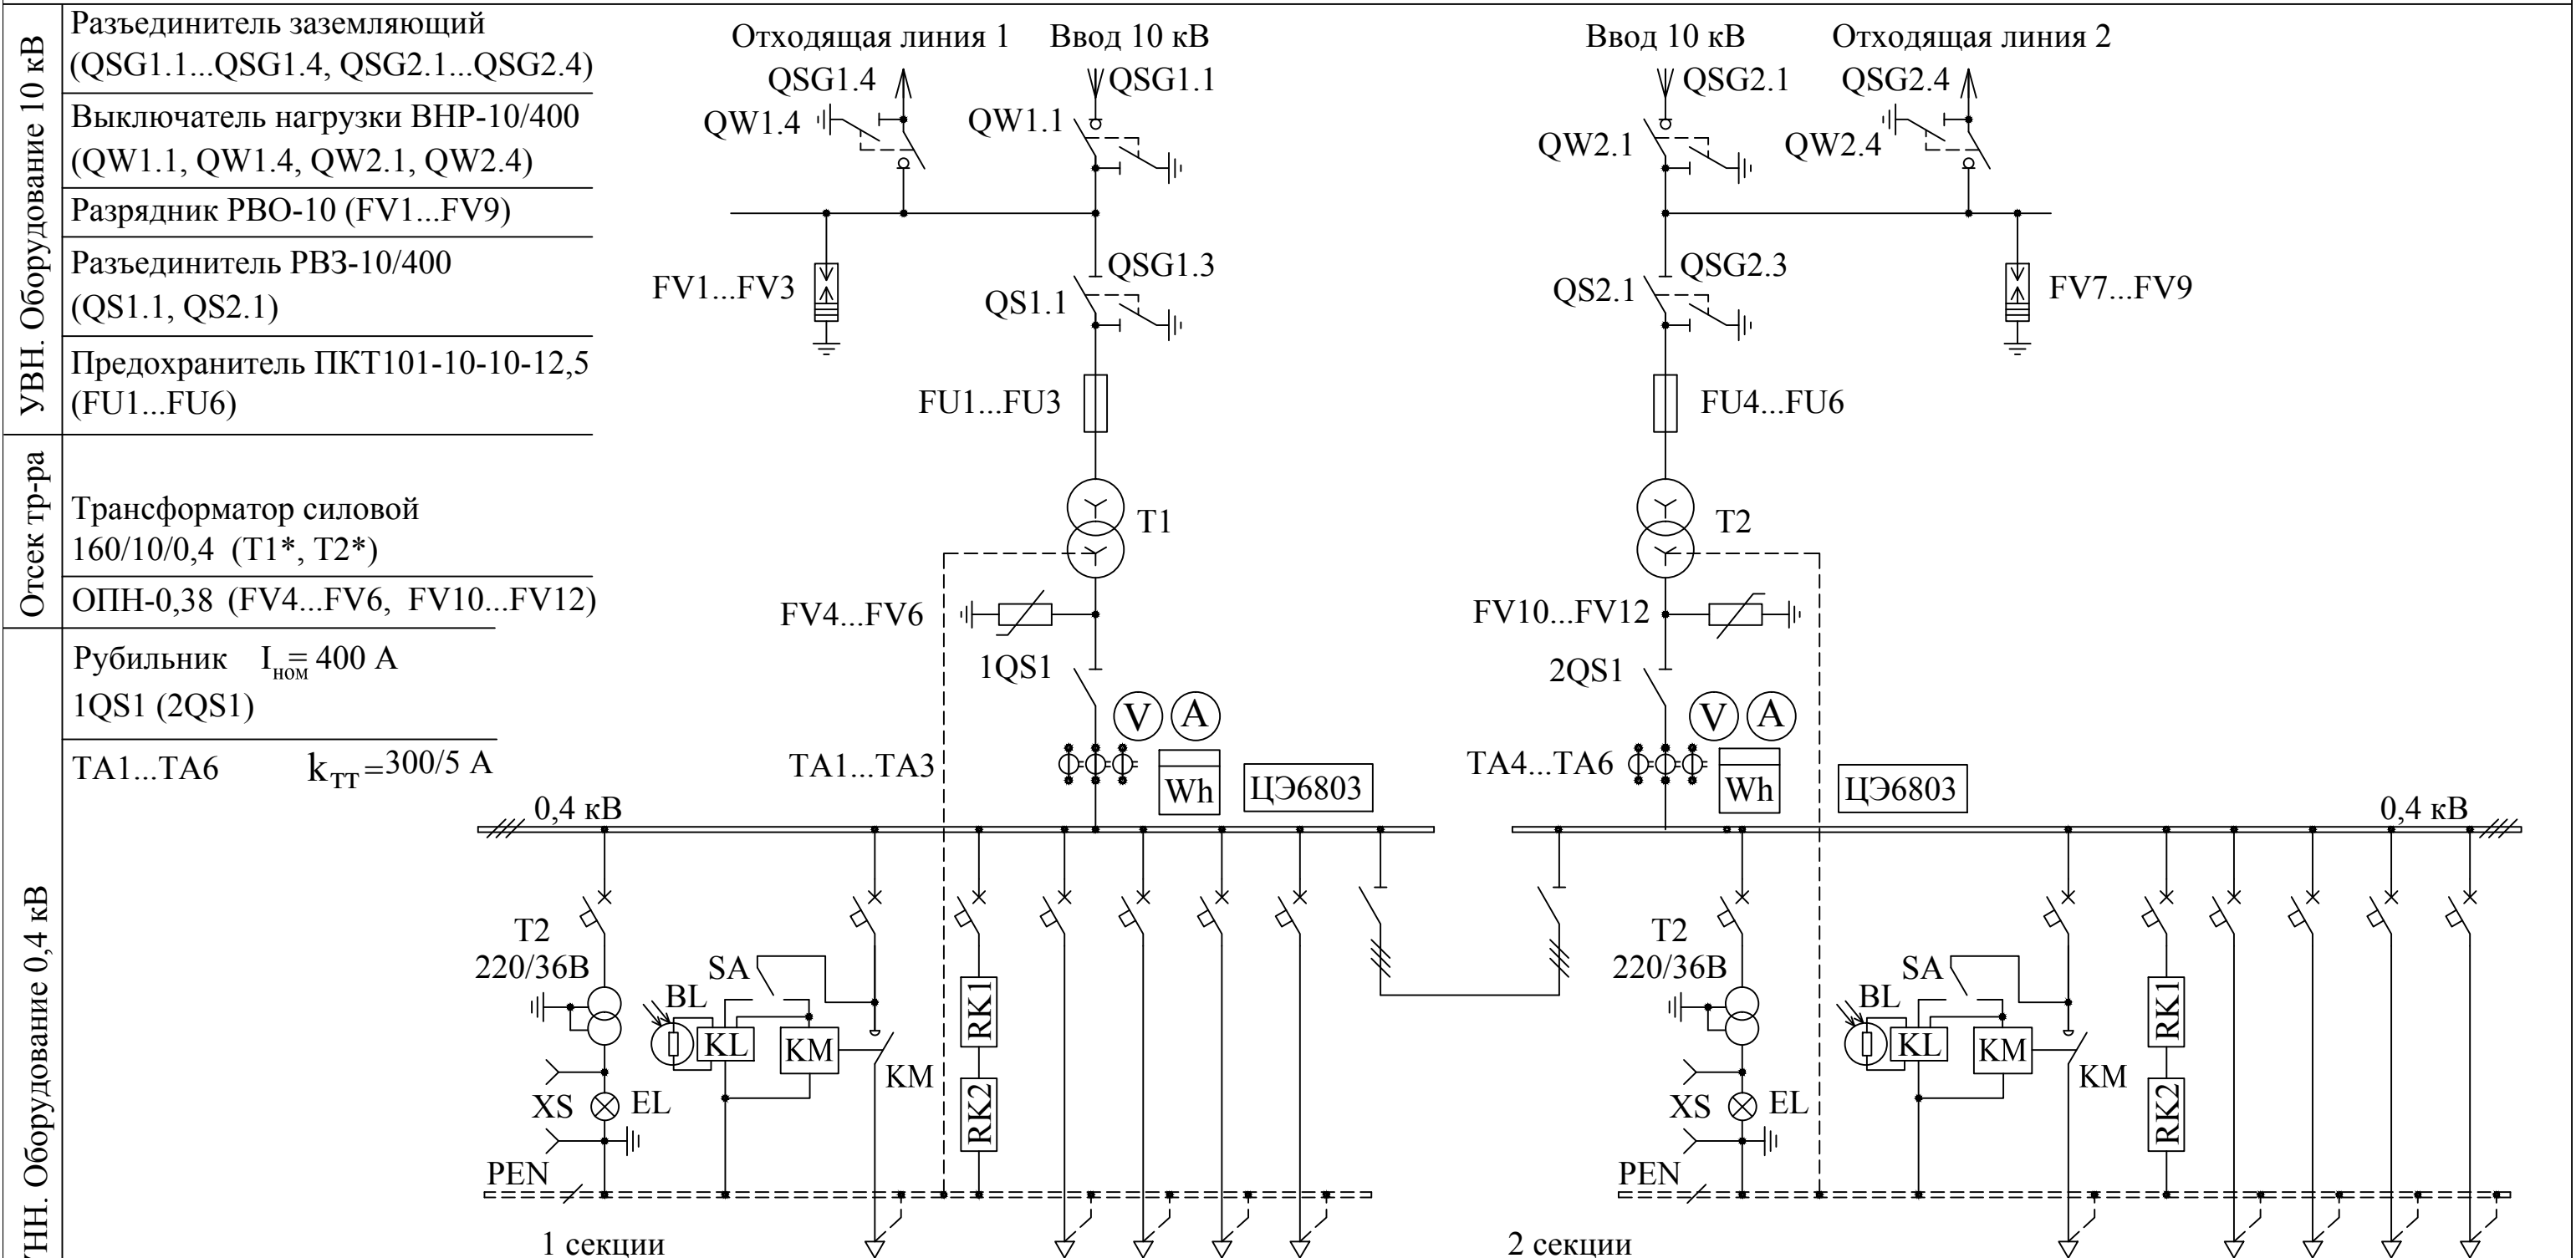 УВН. Оборудование 10 кВ
Разъединитель заземляющий
(QSG1.1...QSG1.4, QSG2.1...QSG2.4)
Выключатель нагрузки ВНР-10/400
(QW1.1, QW1.4, QW2.1, QW2.4)
Разрядник РВО-10 (FV1...FV9)
Разъединитель РВЗ-10/400
(QS1.1, QS2.1)
Предохранитель ПКТ101-10-10-12,5
(FU1...FU6)
Отсек тр-ра
Трансформатор силовой
160/10/0,4 (T1*, T2*)
ОПН-0,38 (FV4...FV6, FV10...FV12)
Рубильник Iном= 400 А
1QS1 (2QS1)
ТА1...ТА6 kТТ=300/5 А
Оборудование 0,4 кВ
Отходящая линия 1
Ввод 10 кВ
QSG1.4
QSG1.1
QW1.4
QW1.1
FV1...FV3
QSG1.3
QS1.1
FU1...FU3
T1
FV4...FV6
1QS1
V
A
TA1...TA3
Wh
ЦЭ6803
0,4 кВ
T2
220/36В
SA
BL
KL
KM
KM
RK1
RK2
XS
EL
PEN
1 секции
Ввод 10 кВ
Отходящая линия 2
QSG2.1
QSG2.4
QW2.1
QW2.4
QSG2.3
QS2.1
FV7...FV9
FU4...FU6
T2
FV10...FV12
2QS1
V
A
TA4...TA6
Wh
ЦЭ6803
0,4 кВ
T2
220/36В
SA
BL
KL
KM
KM
RK1
RK2
XS
EL
PEN
2 секции